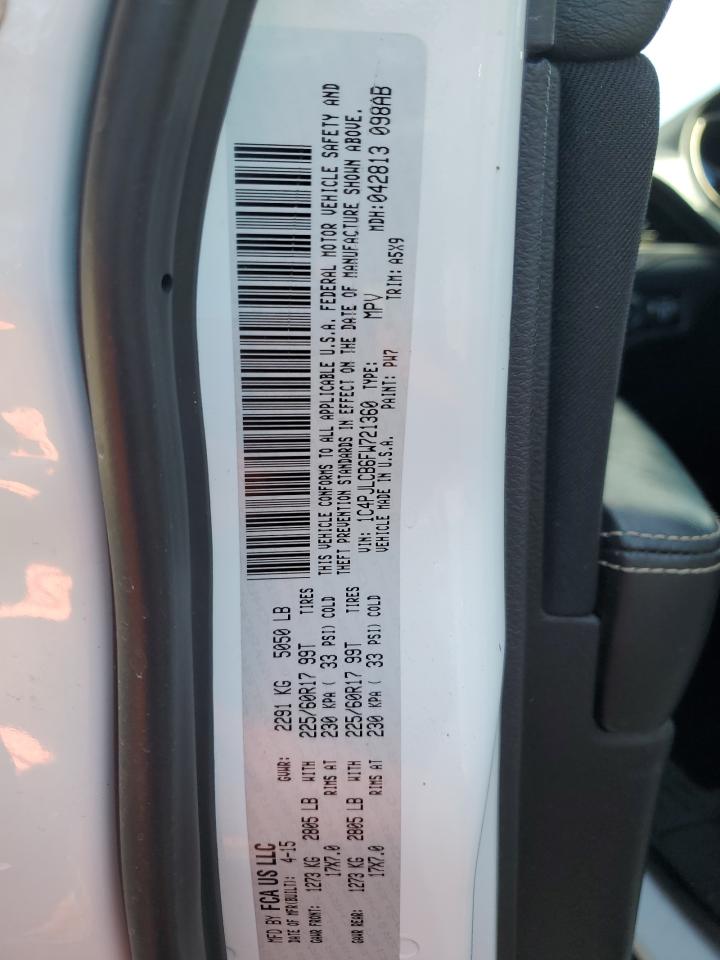 MFD BY FCA US LLC
DATE OF MFR(BUILT): 4-15 GVWR: 2291 KG 5050 LB
GAWR FRONT: 1273 KG 2805 LB WITH 225/60R17 99T TIRES
17X7.0 RIMS AT 230 KPA ( 33 PSI) COLD
GAWR REAR: 1273 KG 2805 LB WITH 225/60R17 99T TIRES
17X7.0 RIMS AT 230 KPA ( 33 PSI) COLD
THIS VEHICLE CONFORMS TO ALL APPLICABLE U.S.A. FEDERAL MOTOR VEHICLE SAFETY AND
THEFT PREVENTION STANDARDS IN EFFECT ON THE DATE OF MANUFACTURE SHOWN ABOVE.
VIN: 1C4PJLCB6FW721360 TYPE: MPV MDH:042813 098AB
VEHICLE MADE IN U.S.A. PAINT: PW7 TRIM: A5X9